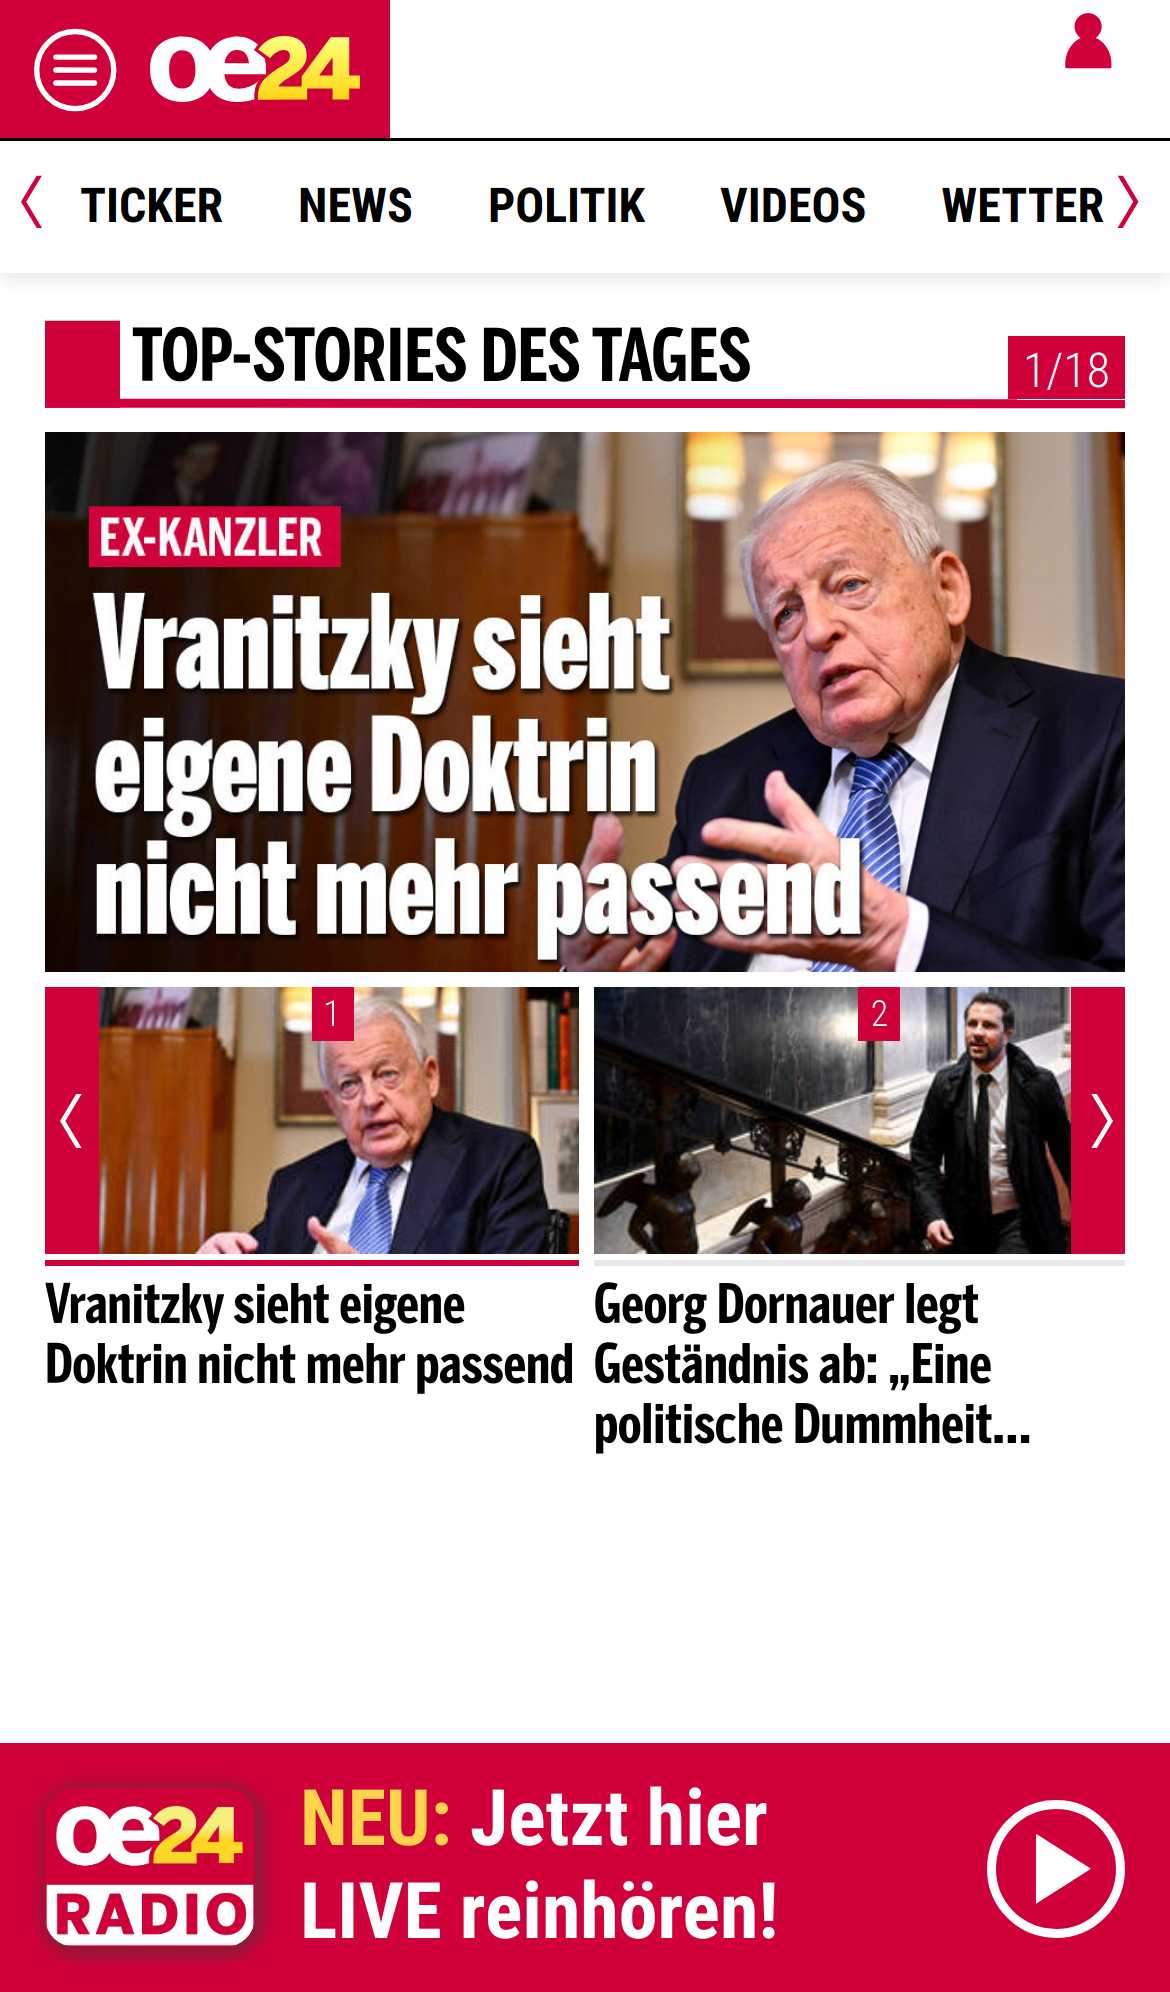 oe24
TICKER NEWS POLITIK VIDEOS WETTER
TOP-STORIES DES TAGES
1/18
EX-KANZLER
Vranitzky sieht
eigene Doktrin
nicht mehr passend
1
Vranitzky sieht eigene
Doktrin nicht mehr passend
2
Georg Dornauer legt
Geständnis ab: „Eine
politische Dummheit...
oe24
RADIO
NEU: Jetzt hier
LIVE reinhören!